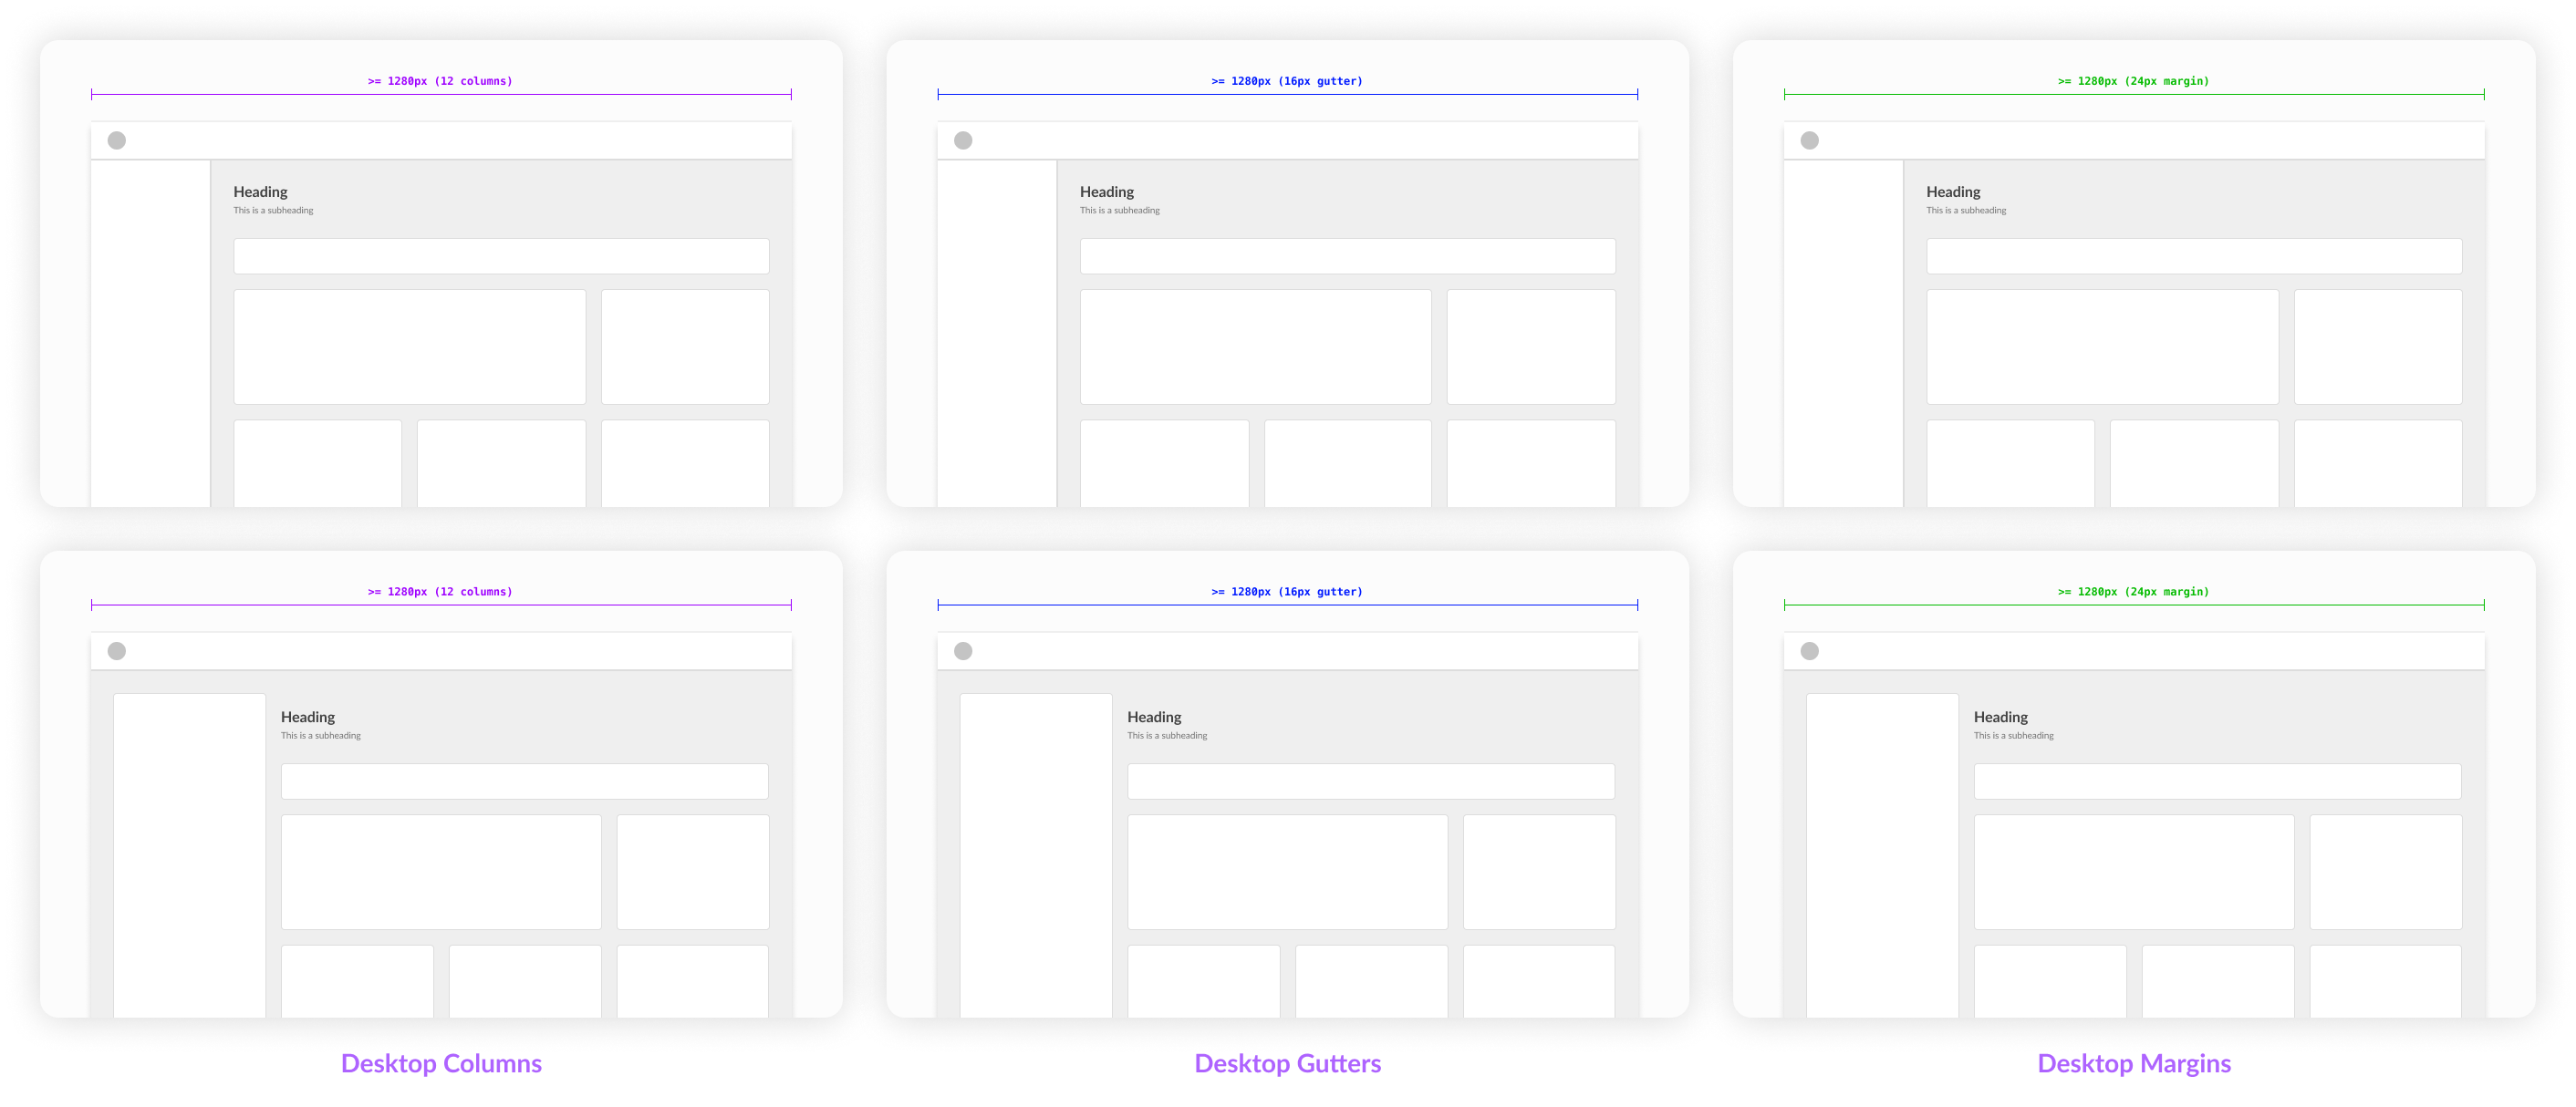 >= 1280px (12 columns)
Heading
This is a subheading
>= 1280px (16px gutter)
Heading
This is a subheading
>= 1280px (24px margin)
Heading
This is a subheading
>= 1280px (12 columns)
Heading
This is a subheading
>= 1280px (16px gutter)
Heading
This is a subheading
>= 1280px (24px margin)
Heading
This is a subheading
Desktop Columns
Desktop Gutters
Desktop Margins